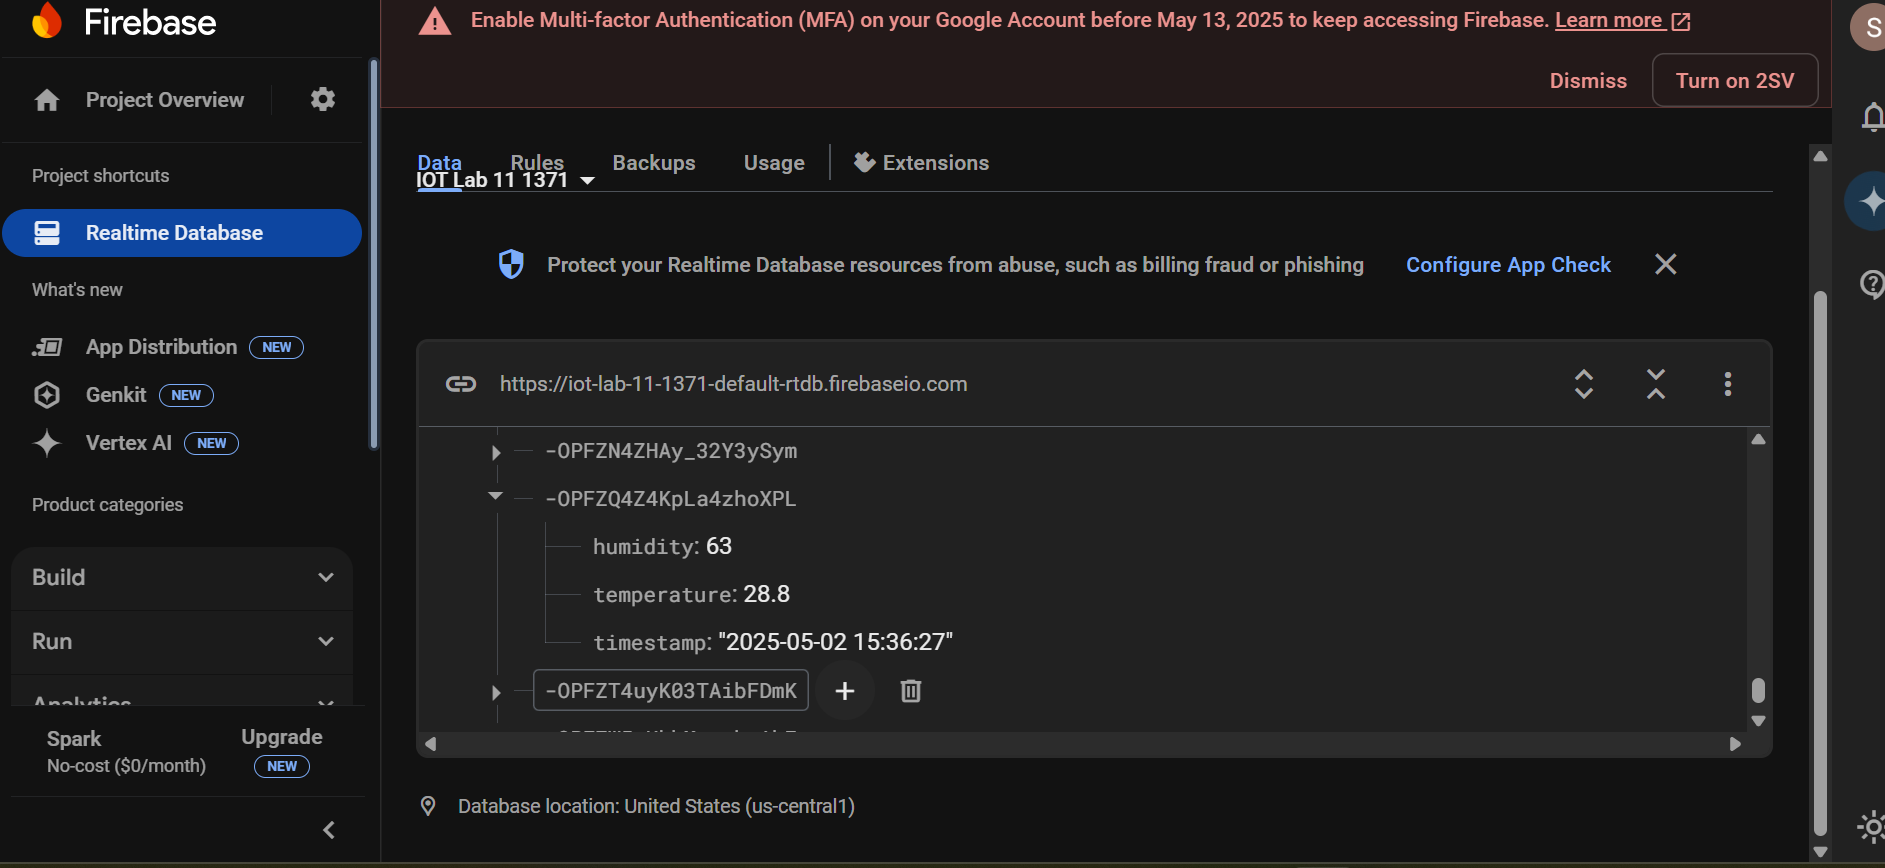 Firebase
Enable Multi-factor Authentication (MFA) on your Google Account before May 13, 2025 to keep accessing Firebase. Learn more
Dismiss
Turn on 2SV
S
Project Overview
Project shortcuts
Realtime Database
What's new
App Distribution NEW
Genkit NEW
Vertex AI NEW
Product categories
Build
Run
Analytics
Spark
No-cost ($0/month)
Upgrade
NEW
Data Rules Backups Usage Extensions
IOT Lab 11 1371
Protect your Realtime Database resources from abuse, such as billing fraud or phishing Configure App Check
https://iot-lab-11-1371-default-rtdb.firebaseio.com
-OPFZN4ZHAy_32Y3ySym
-OPFZQ4Z4KpLa4zhoXPL
humidity: 63
temperature: 28.8
timestamp: "2025-05-02 15:36:27"
-OPFZT4uyK03TAibFDmK
Database location: United States (us-central1)